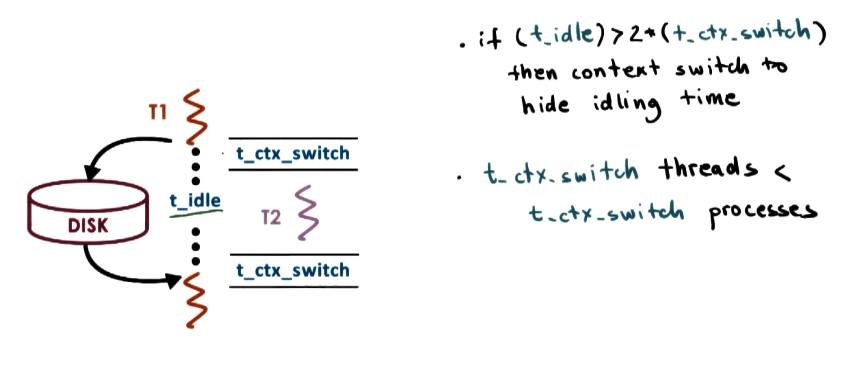 T1
t_ctx_switch
t_idle
DISK
T2
t_ctx_switch
. if (t_idle) > 2*(t_ctx_switch)
then context switch to
hide idling time
. t_ctx_switch threads <
t_ctx_switch processes